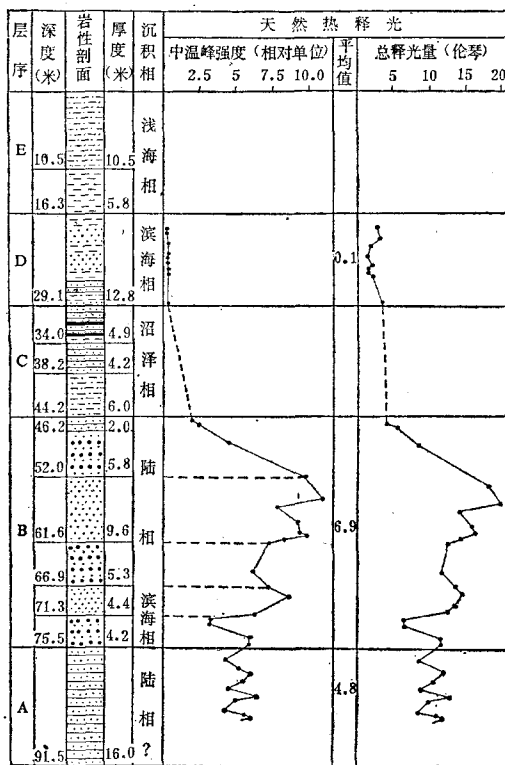 层序 深度(米) 岩性剖面 厚度(米) 沉积相 天然热释光
中温峰强度(相对单位) 平均值 总释光量(伦琴)
2.5 5 7.5 10.0 5 10 15 20
E 浅海相
10.5 10.5
16.3 5.8
D 滨海相 0.1
29.1 12.8
C 沼泽相
34.0 4.9
38.2 4.2
44.2 6.0
46.2 2.0
B 陆相 6.9
52.0 5.8
61.6 9.6
66.9 5.3
71.3 4.4 滨海相
75.5 4.2
A 陆相? 4.8
91.5 16.0